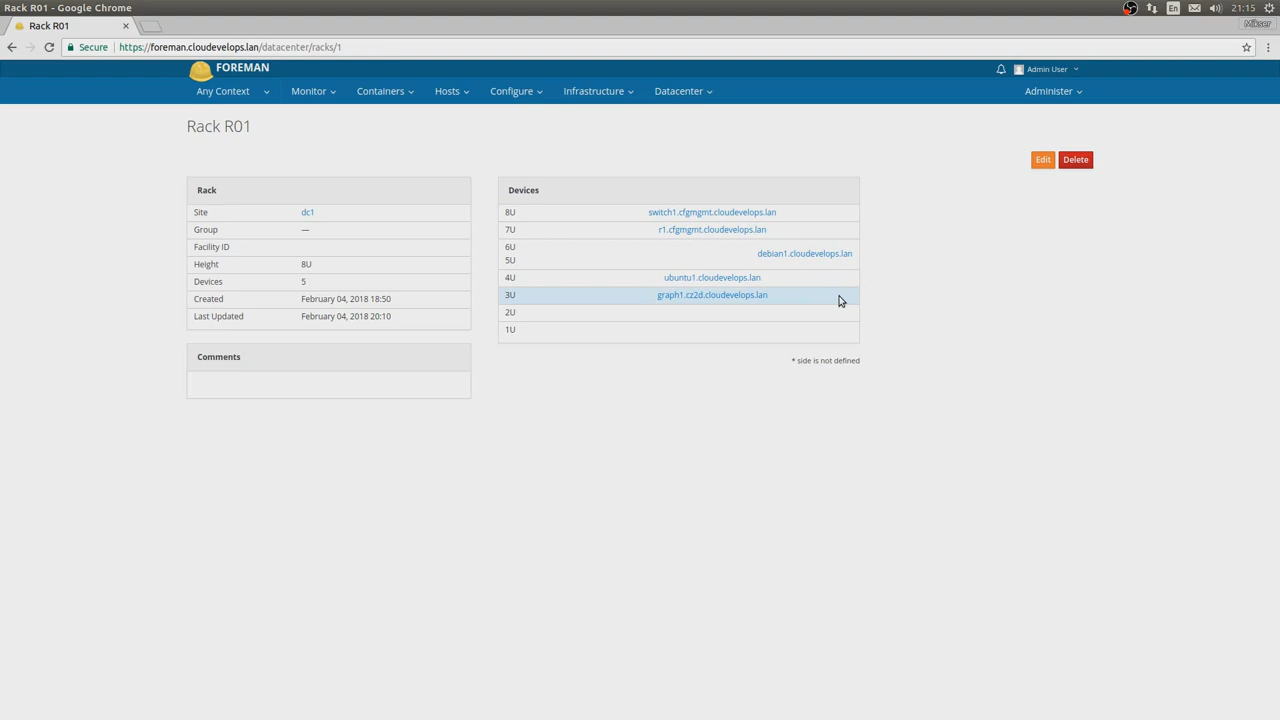 Rack R01 - Google Chrome
En
21:15
Rack R01
×
Mikser
Secure https://foreman.cloudevelops.lan/datacenter/racks/1
FOREMAN
Admin User
Any Context Monitor Containers Hosts Configure Infrastructure Datacenter Administer
Rack R01
Edit Delete
Rack
Site dc1
Group —
Facility ID
Height 8U
Devices 5
Created February 04, 2018 18:50
Last Updated February 04, 2018 20:10
Comments
Devices
8U switch1.cfgmgmt.cloudevelops.lan
7U r1.cfgmgmt.cloudevelops.lan
6U
5U
debian1.cloudevelops.lan
4U ubuntu1.cloudevelops.lan
3U graph1.cz2d.cloudevelops.lan
2U
1U
* side is not defined